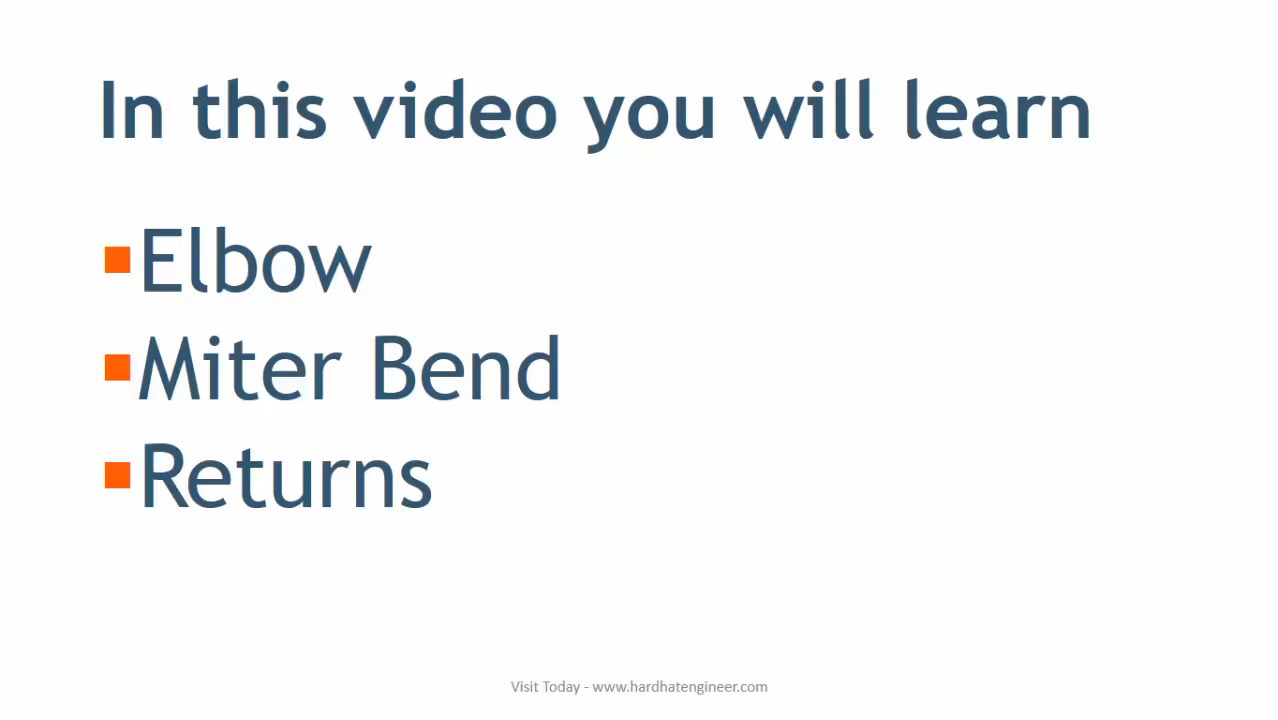 In this video you will learn
Elbow
Miter Bend
Returns
Visit Today - www.hardhatengineer.com